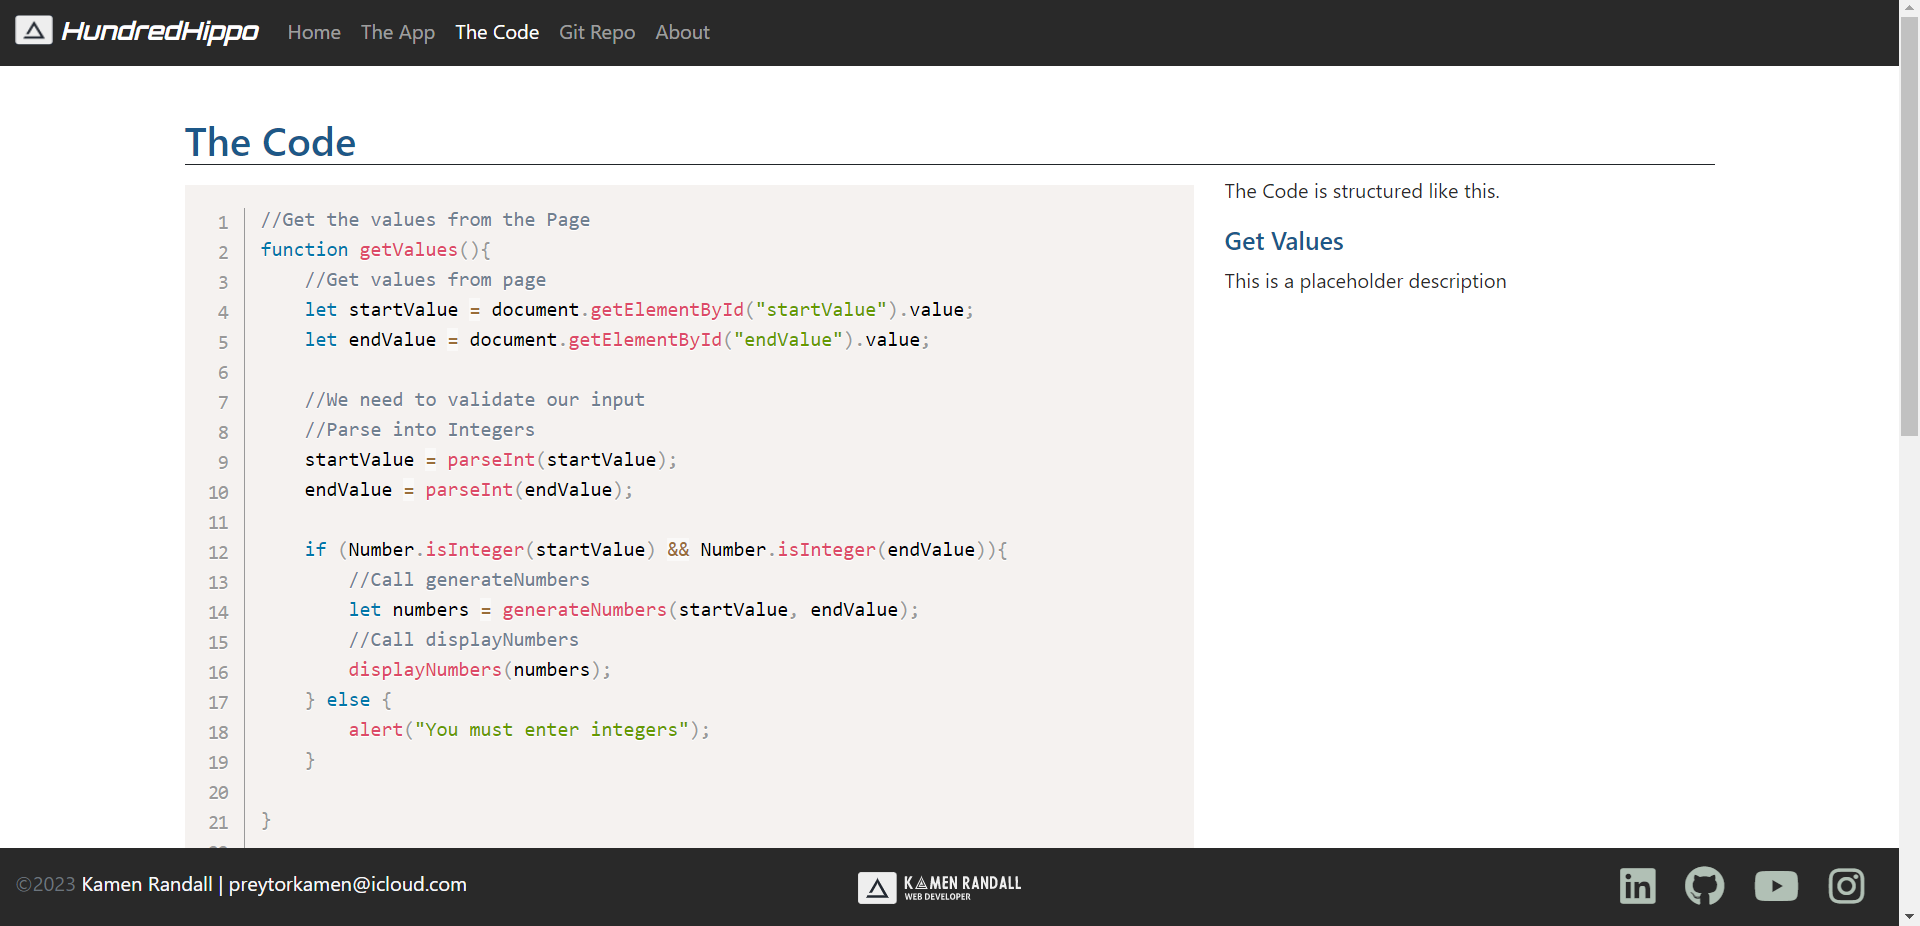 HundredHippo Home The App The Code Git Repo About
The Code
1 //Get the values from the Page
2 function getValues(){
3     //Get values from page
4     let startValue = document.getElementById("startValue").value;
5     let endValue = document.getElementById("endValue").value;
6
7     //We need to validate our input
8     //Parse into Integers
9     startValue = parseInt(startValue);
10     endValue = parseInt(endValue);
11
12     if (Number.isInteger(startValue) && Number.isInteger(endValue)){
13         //Call generateNumbers
14         let numbers = generateNumbers(startValue, endValue);
15         //Call displayNumbers
16         displayNumbers(numbers);
17     } else {
18         alert("You must enter integers");
19     }
20
21 }
The Code is structured like this.
Get Values
This is a placeholder description
©2023 Kamen Randall | preytorkamen@icloud.com
KAMEN RANDALL
WEB DEVELOPER